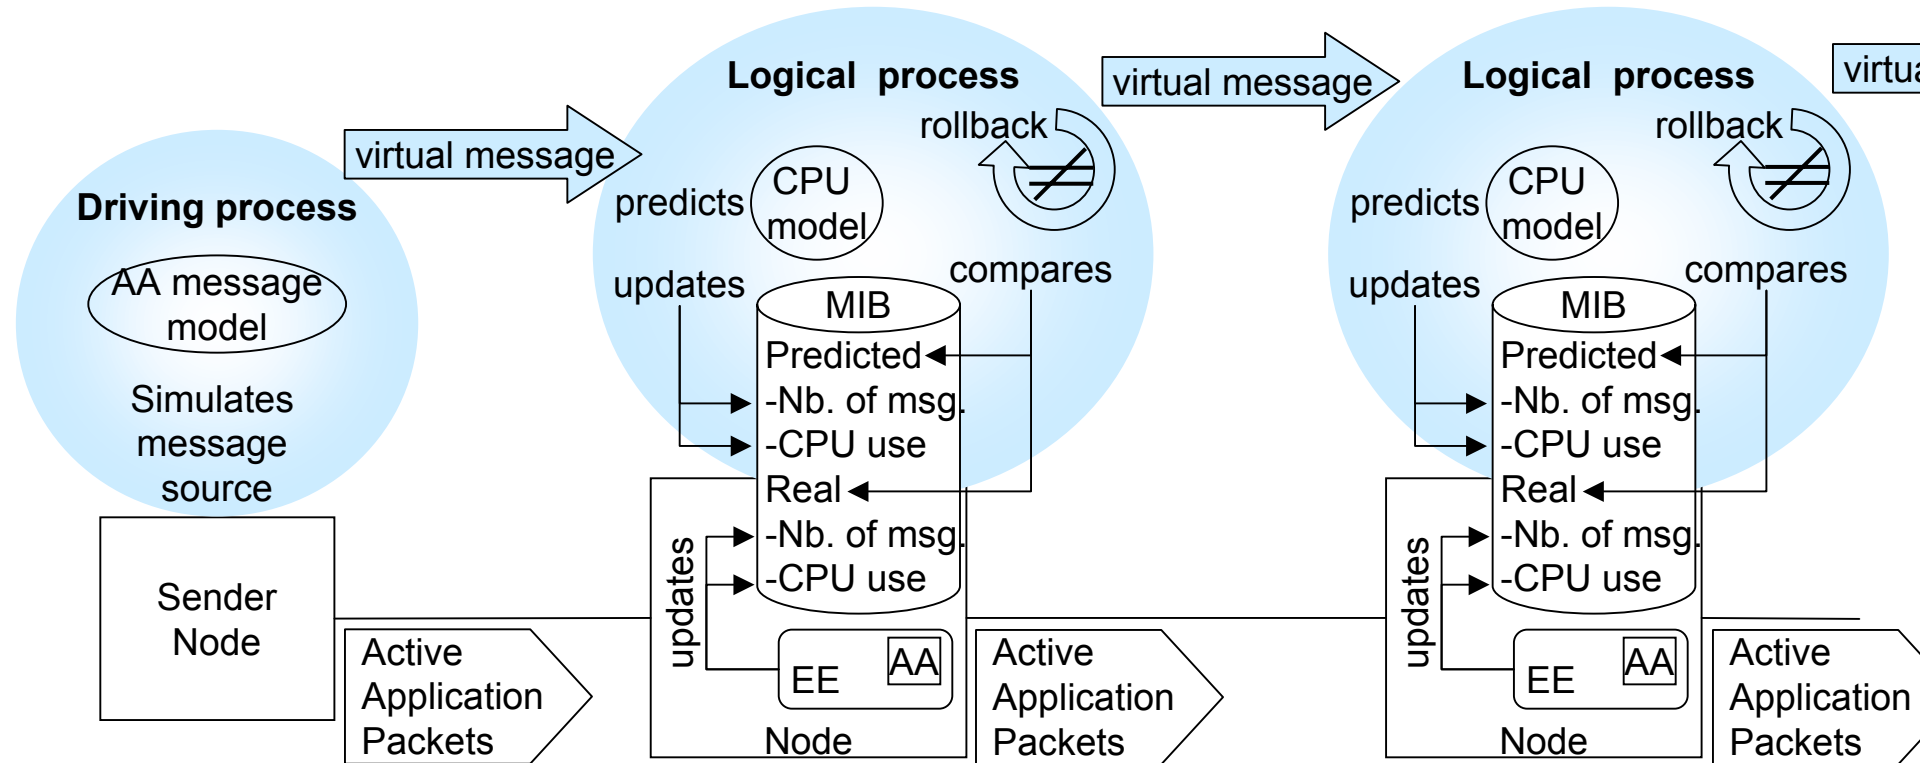 Driving process
AA message
model
Simulates
message
source
Sender
Node
virtual message
Active
Application
Packets
Logical process
rollback
predicts
CPU
model
updates
compares
MIB
Predicted
-Nb. of msg.
-CPU use
Real
-Nb. of msg.
-CPU use
updates
EE
AA
Node
virtual message
Active
Application
Packets
Logical process
rollback
predicts
CPU
model
updates
compares
MIB
Predicted
-Nb. of msg.
-CPU use
Real
-Nb. of msg.
-CPU use
updates
EE
AA
Node
Active
Application
Packets